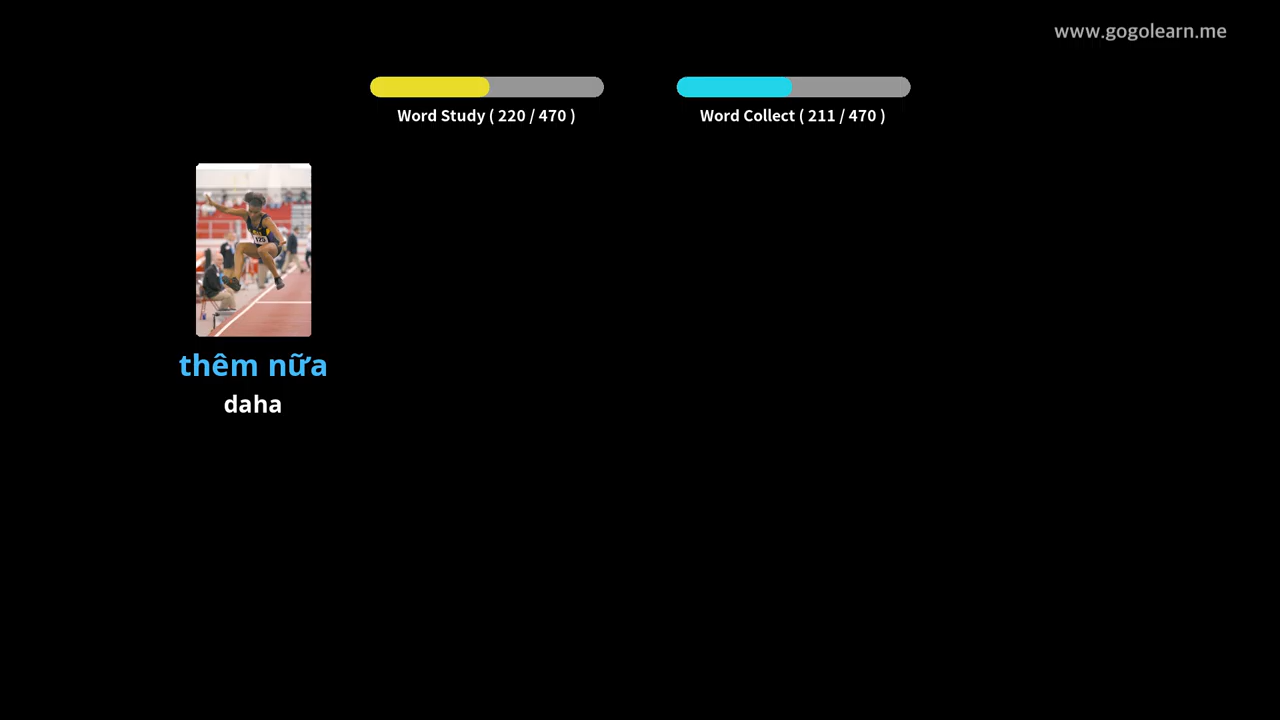 www.gogolearn.me
Word Study ( 220 / 470 )
Word Collect ( 211 / 470 )
thêm nữa
daha